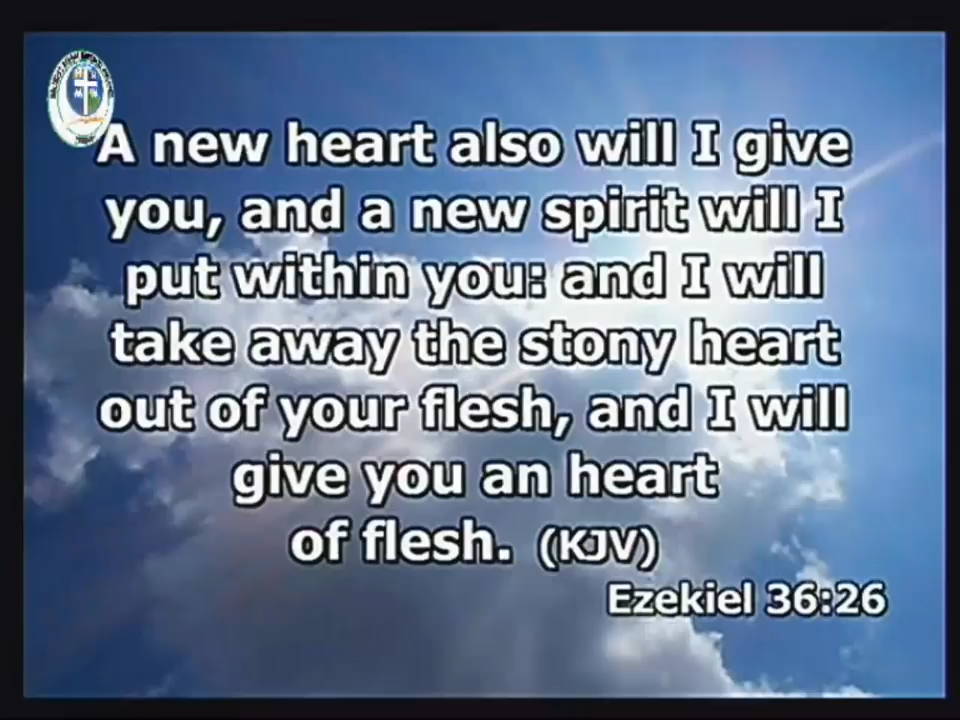 A new heart also will I give
you, and a new spirit will I
put within you: and I will
take away the stony heart
out of your flesh, and I will
give you an heart
of flesh. (KJV)
Ezekiel 36:26